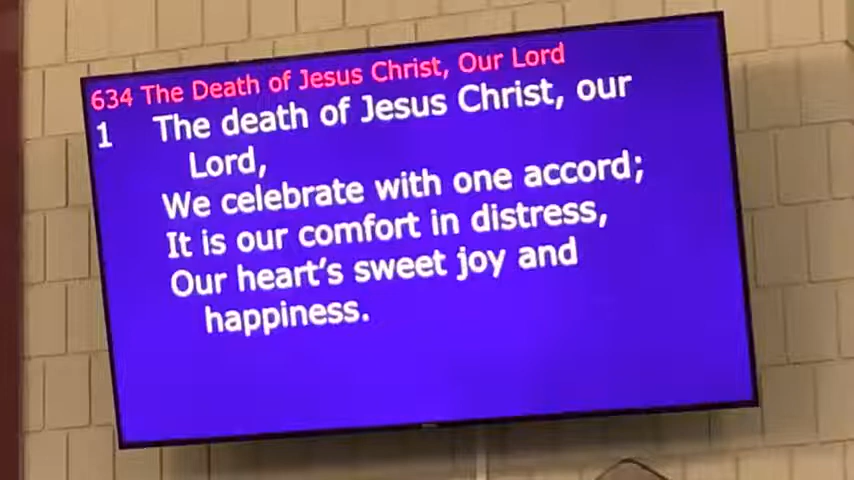 634 The Death of Jesus Christ, Our Lord
1 The death of Jesus Christ, our
Lord,
We celebrate with one accord;
It is our comfort in distress,
Our heart's sweet joy and
happiness.